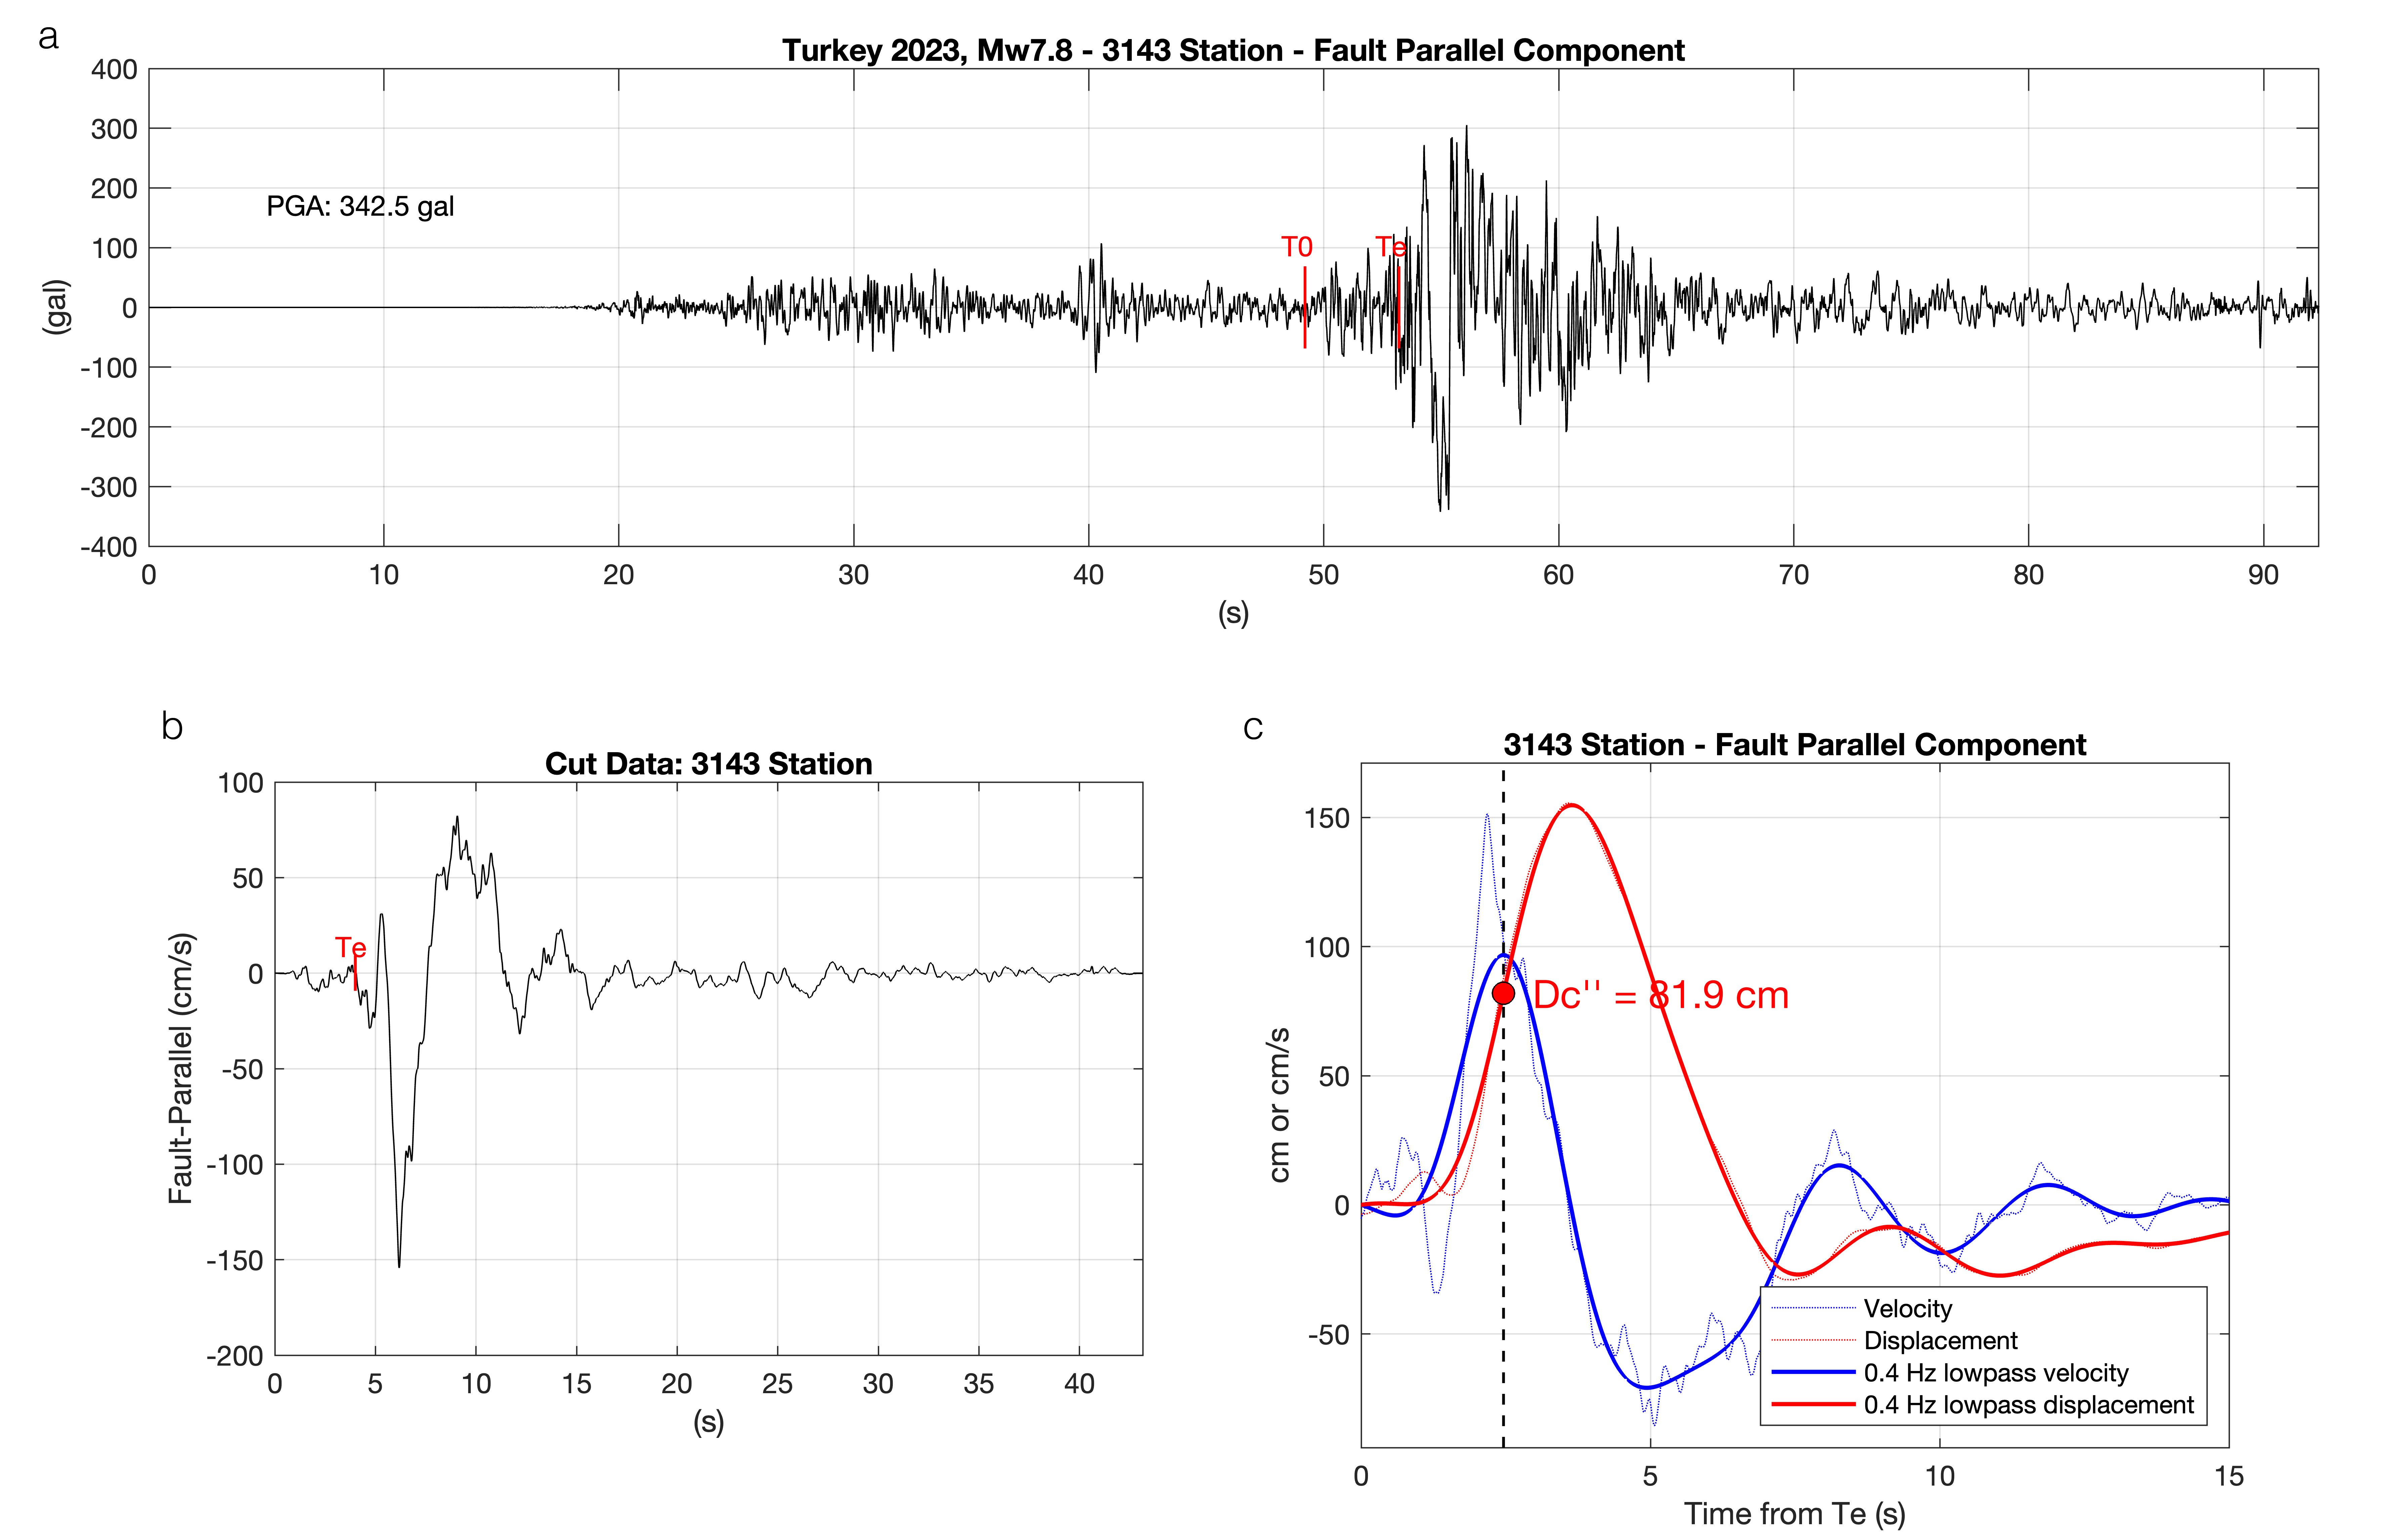 a
Turkey 2023, Mw7.8 - 3143 Station - Fault Parallel Component
400
300
200
100
0
-100
-200
-300
-400
(gal)
PGA: 342.5 gal
T0
Te
0 10 20 30 40 50 60 70 80 90
(s)
b
Cut Data: 3143 Station
100
50
0
-50
-100
-150
-200
Fault-Parallel (cm/s)
Te
0 5 10 15 20 25 30 35 40
(s)
c
3143 Station - Fault Parallel Component
150
100
50
0
-50
cm or cm/s
Dc'' = 81.9 cm
Velocity
Displacement
0.4 Hz lowpass velocity
0.4 Hz lowpass displacement
0 5 10 15
Time from Te (s)